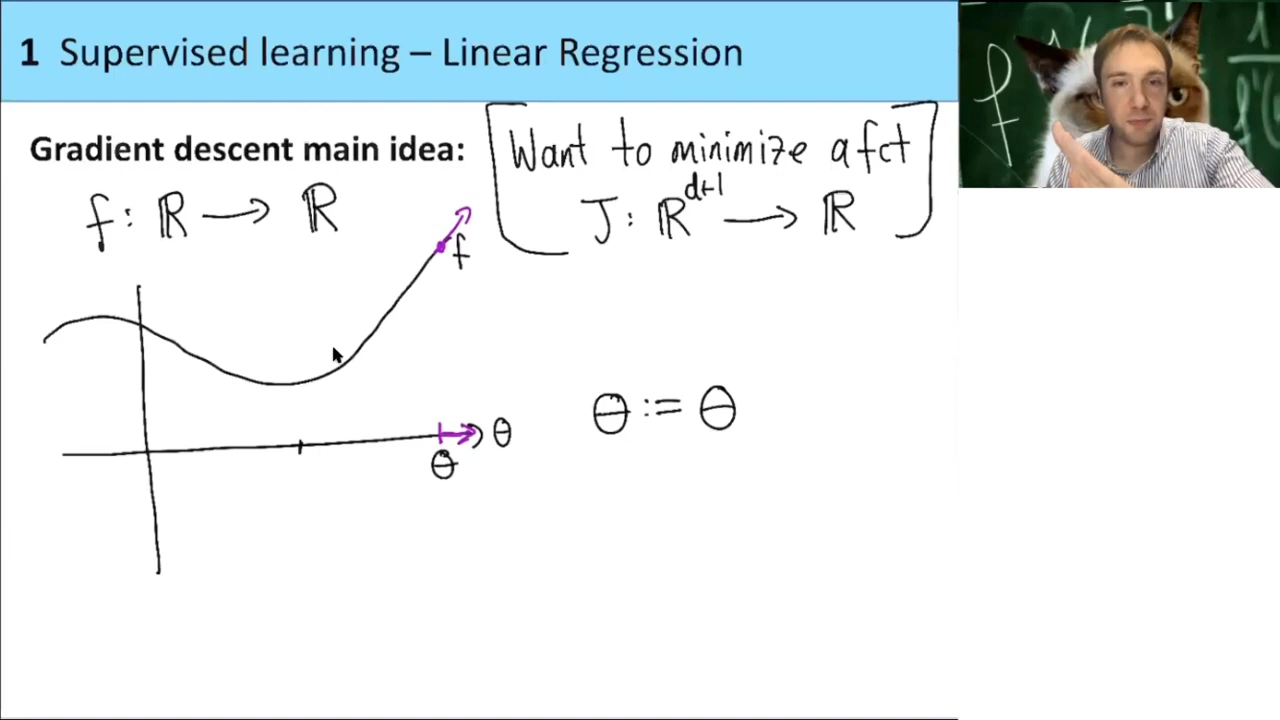 1 Supervised learning – Linear Regression
Gradient descent main idea:
Want to minimize a fct
J: ℝ^{d+1} → ℝ
f: ℝ → ℝ
f
θ := θ
θ
θ
f